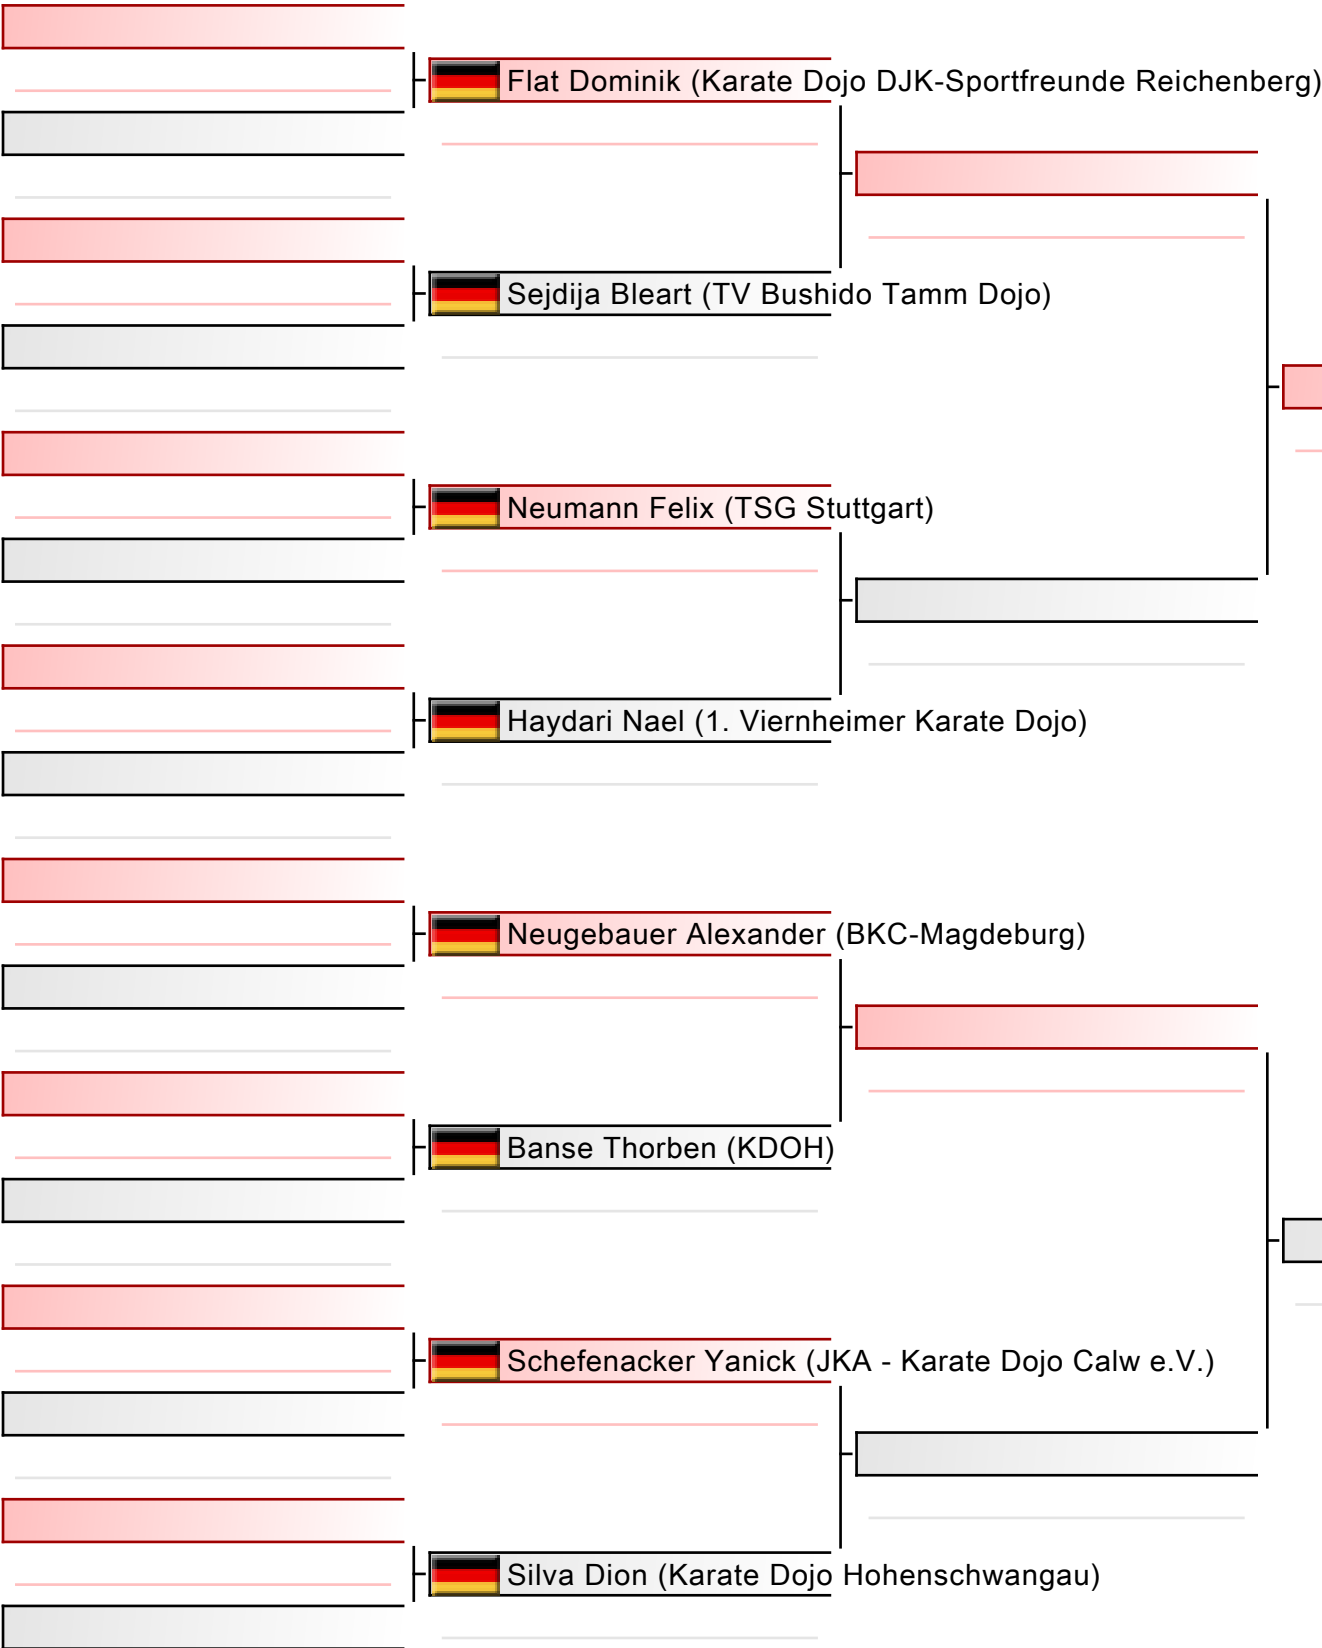 Flat Dominik (Karate Dojo DJK-Sportfreunde Reichenberg)
Sejdija Bleart (TV Bushido Tamm Dojo)
Neumann Felix (TSG Stuttgart)
Haydari Nael (1. Viernheimer Karate Dojo)
Neugebauer Alexander (BKC-Magdeburg)
Banse Thorben (KDOH)
Schefenacker Yanick (JKA - Karate Dojo Calw e.V.)
Silva Dion (Karate Dojo Hohenschwangau)